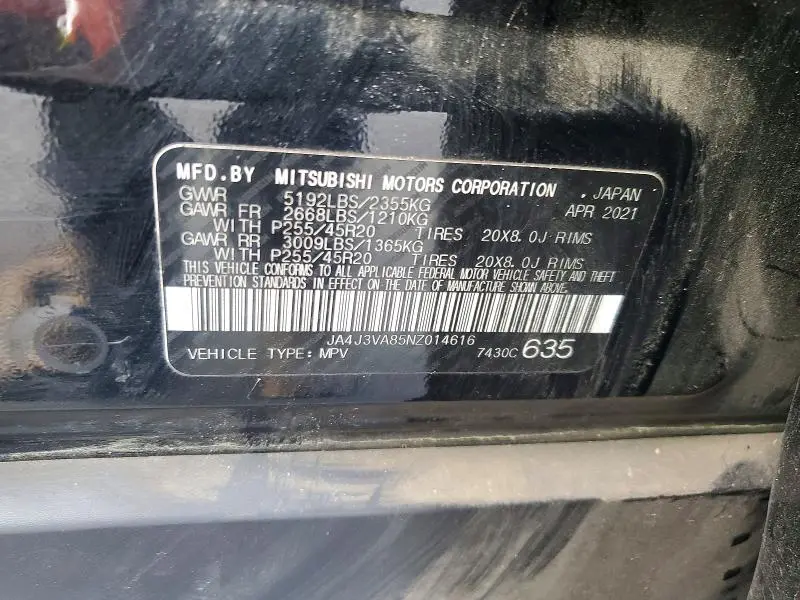 MFD.BY MITSUBISHI MOTORS CORPORATION , JAPAN
GVWR 5192LBS/2355KG APR 2021
GAWR FR 2668LBS/1210KG
WITH P255/45R20 TIRES 20X8.0J RIMS
GAWR RR 3009LBS/1365KG
WITH P255/45R20 TIRES 20X8.0J RIMS
THIS VEHICLE CONFORMS TO ALL APPLICABLE FEDERAL MOTOR VEHICLE SAFETY AND THEFT
PREVENTION STANDARDS IN EFFECT ON THE DATE OF MANUFACTURE SHOWN ABOVE.
JA4J3VA85NZ014616
VEHICLE TYPE: MPV 7430C 635